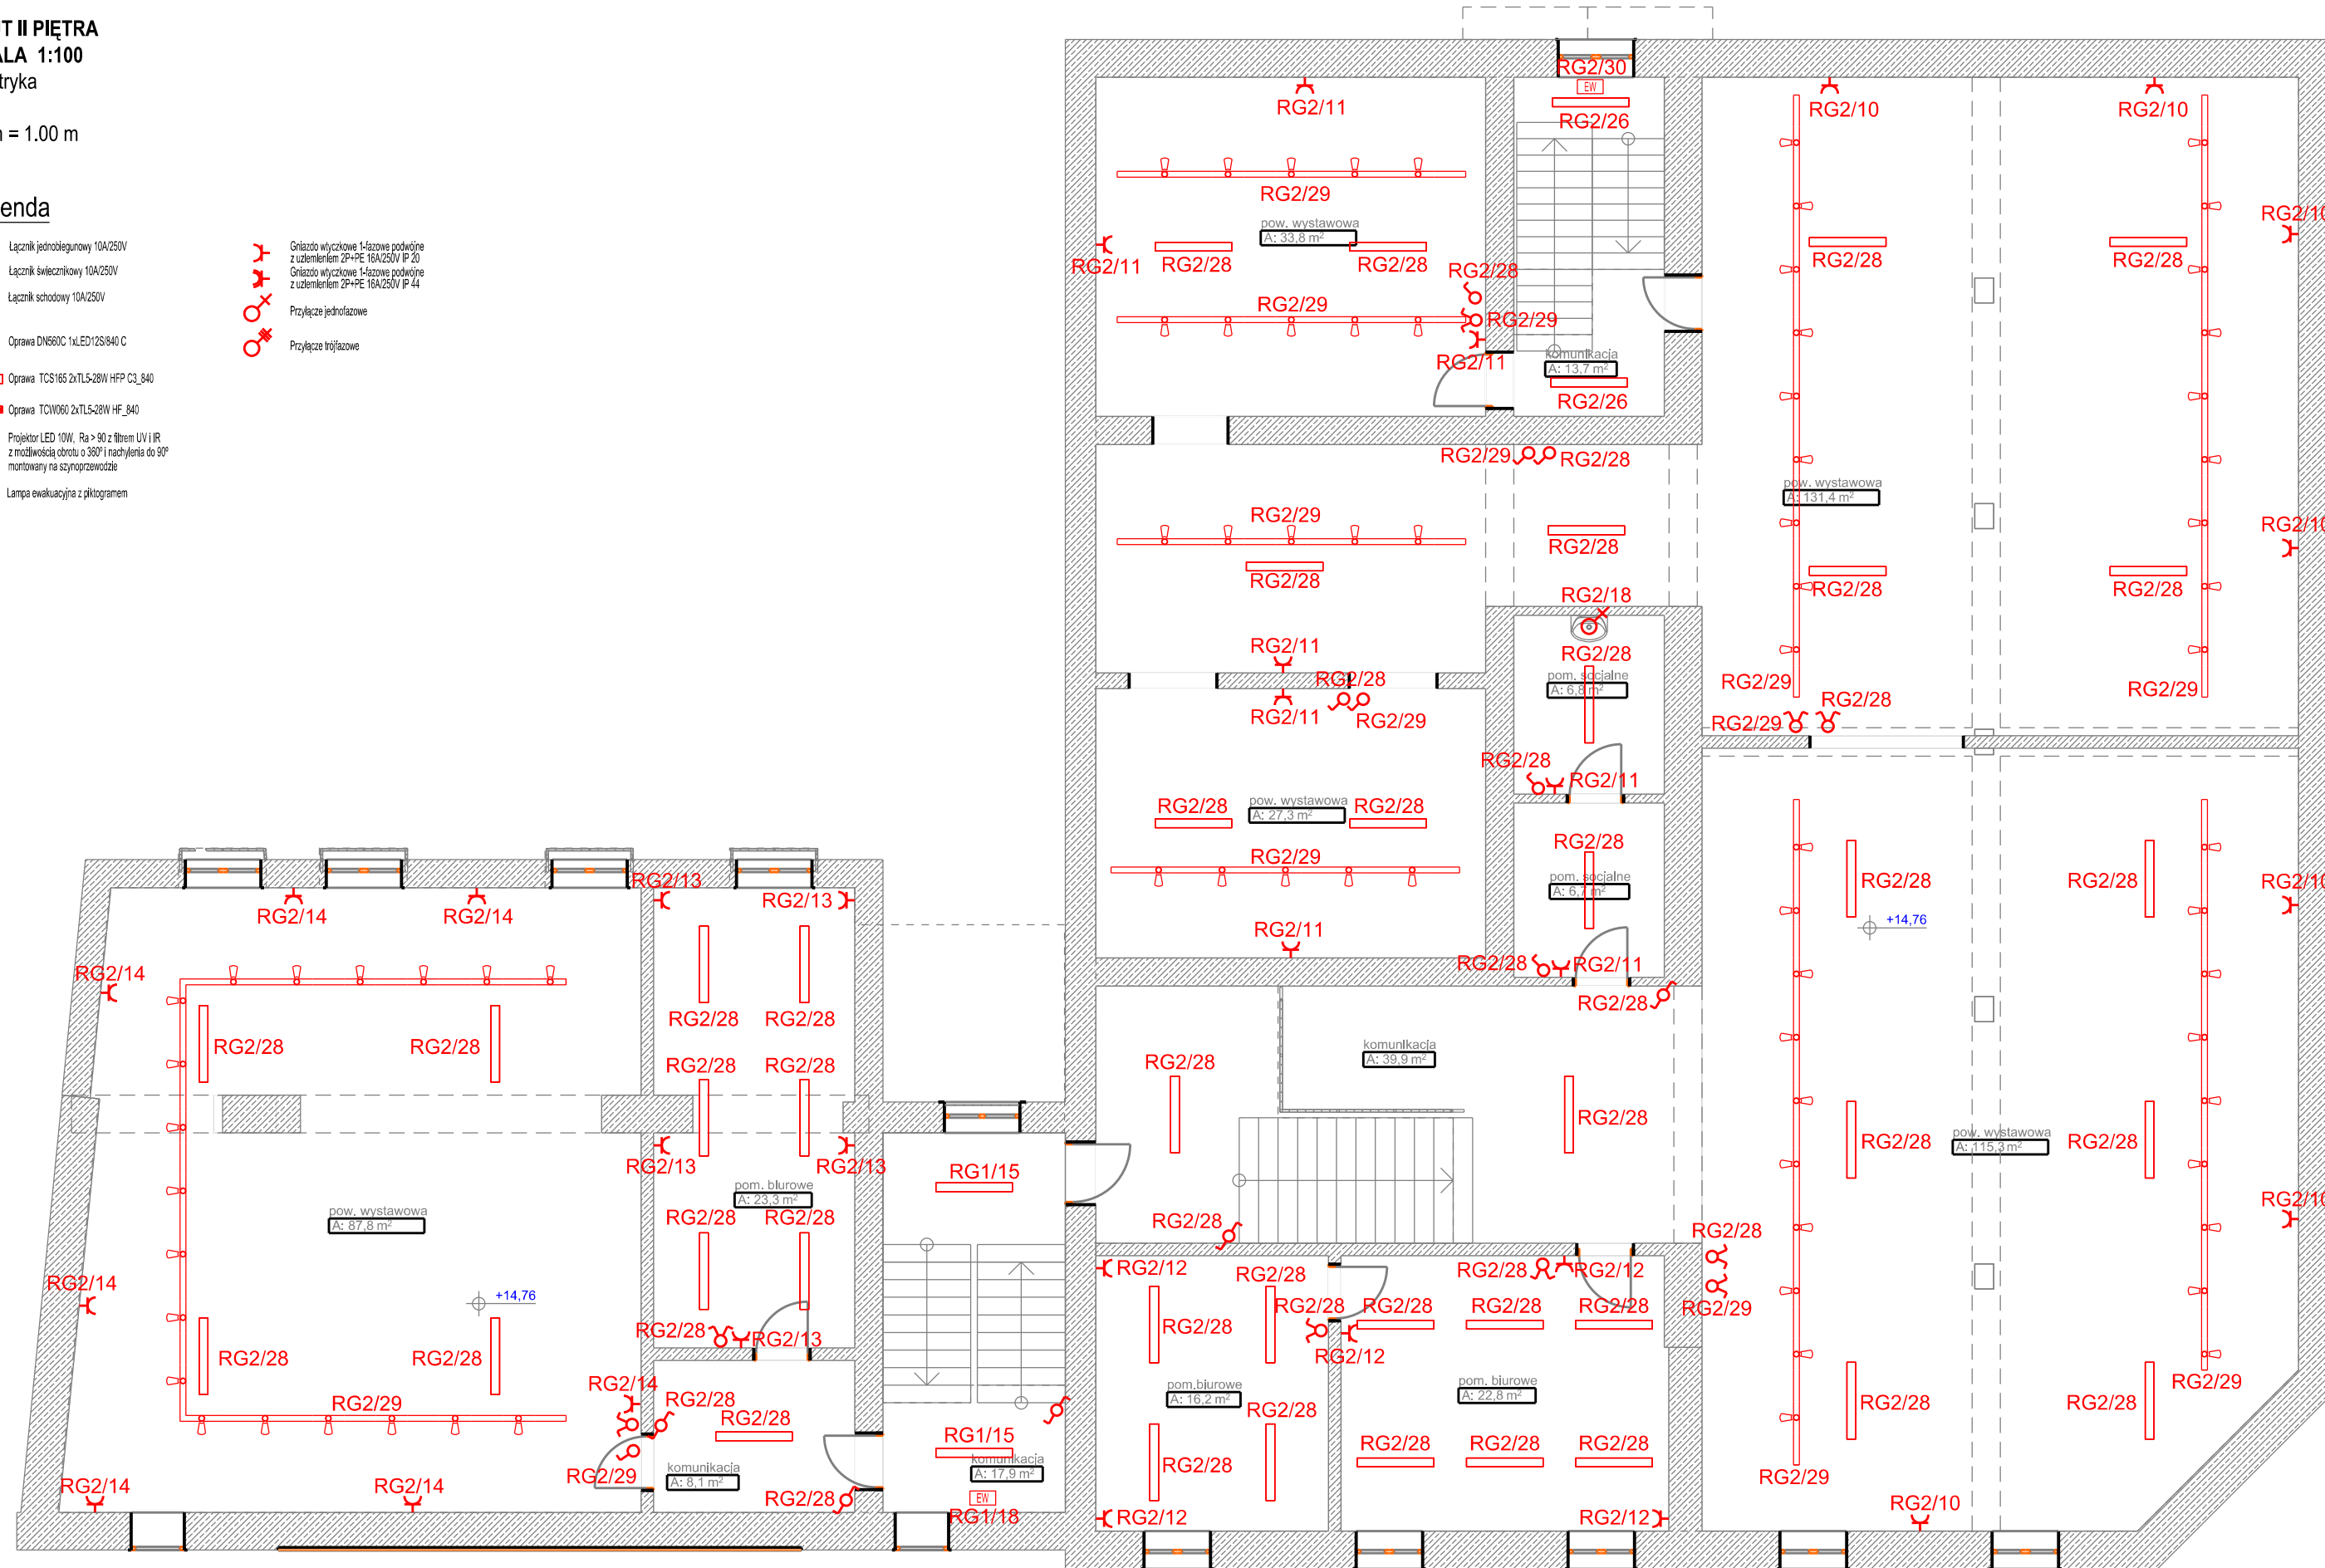 T II PIĘTRA
ALA 1:100
tryka
= 1.00 m
enda
Łącznik jednobiegunowy 10A/250V
Łącznik świecznikowy 10A/250V
Łącznik schodowy 10A/250V
Oprawa DN560C 1xLED12S/840 C
Oprawa TCS165 2xTL5-28W HFP C3_840
Oprawa TCW060 2xTL5-28W HF_840
Projektor LED 10W, Ra > 90 z filtrem UV i IR
z możliwością obrotu o 360º i nachylenia do 90º
montowany na szynoprzewodzie
Lampa ewakuacyjna z piktogramem
Gniazdo wtyczkowe 1-fazowe podwójne
z uziemieniem 2P+PE 16A/250V IP 20
Gniazdo wtyczkowe 1-fazowe podwójne
z uziemieniem 2P+PE 16A/250V IP 44
Przyłącze jednofazowe
Przyłącze trójfazowe
RG2/11
RG2/29
pow. wystawowa
A: 33,8 m²
RG2/11
RG2/28
RG2/28
RG2/28
RG2/29
RG2/29
RG2/11
RG2/30
EW
RG2/26
komunikacja
A: 13,7 m²
RG2/26
RG2/10
RG2/10
RG2/10
RG2/28
RG2/28
pow. wystawowa
A: 131,4 m²
RG2/10
RG2/28
RG2/28
RG2/29
RG2/29
RG2/28
RG2/29
RG2/29
RG2/28
RG2/29
RG2/28
RG2/28
RG2/11
RG2/18
RG2/28
pom. socjalne
A: 6,8 m²
RG2/28
RG2/11
RG2/28
RG2/11
RG2/29
RG2/28
pow. wystawowa
A: 27,3 m²
RG2/28
RG2/29
RG2/11
RG2/28
pom. socjalne
A: 6,7 m²
RG2/28
RG2/11
RG2/28
RG2/28
komunikacja
A: 39,9 m²
RG2/28
RG2/28
RG2/28
RG2/28
RG2/10
+14,76
RG2/28
pow. wystawowa
A: 115,3 m²
RG2/28
RG2/10
RG2/28
RG2/29
RG2/29
RG2/28
RG2/28
RG2/29
RG2/10
RG2/14
RG2/14
RG2/14
RG2/28
RG2/28
pow. wystawowa
A: 87,8 m²
RG2/14
+14,76
RG2/28
RG2/28
RG2/29
RG2/14
RG2/29
RG2/14
RG2/14
RG2/13
RG2/13
RG2/28
RG2/28
RG2/28
RG2/28
RG2/13
RG2/13
pom. biurowe
A: 23,3 m²
RG2/28
RG2/28
RG2/28
RG2/13
RG2/28
RG2/28
komunikacja
A: 8,1 m²
RG2/28
RG1/15
RG1/15
komunikacja
A: 17,9 m²
EW
RG1/18
RG2/12
RG2/28
RG2/28
RG2/28
RG2/12
pom.biurowe
A: 16,2 m²
RG2/28
RG2/28
RG2/12
RG2/28
RG2/12
RG2/28
RG2/28
RG2/28
pom. biurowe
A: 22,8 m²
RG2/28
RG2/28
RG2/28
RG2/12